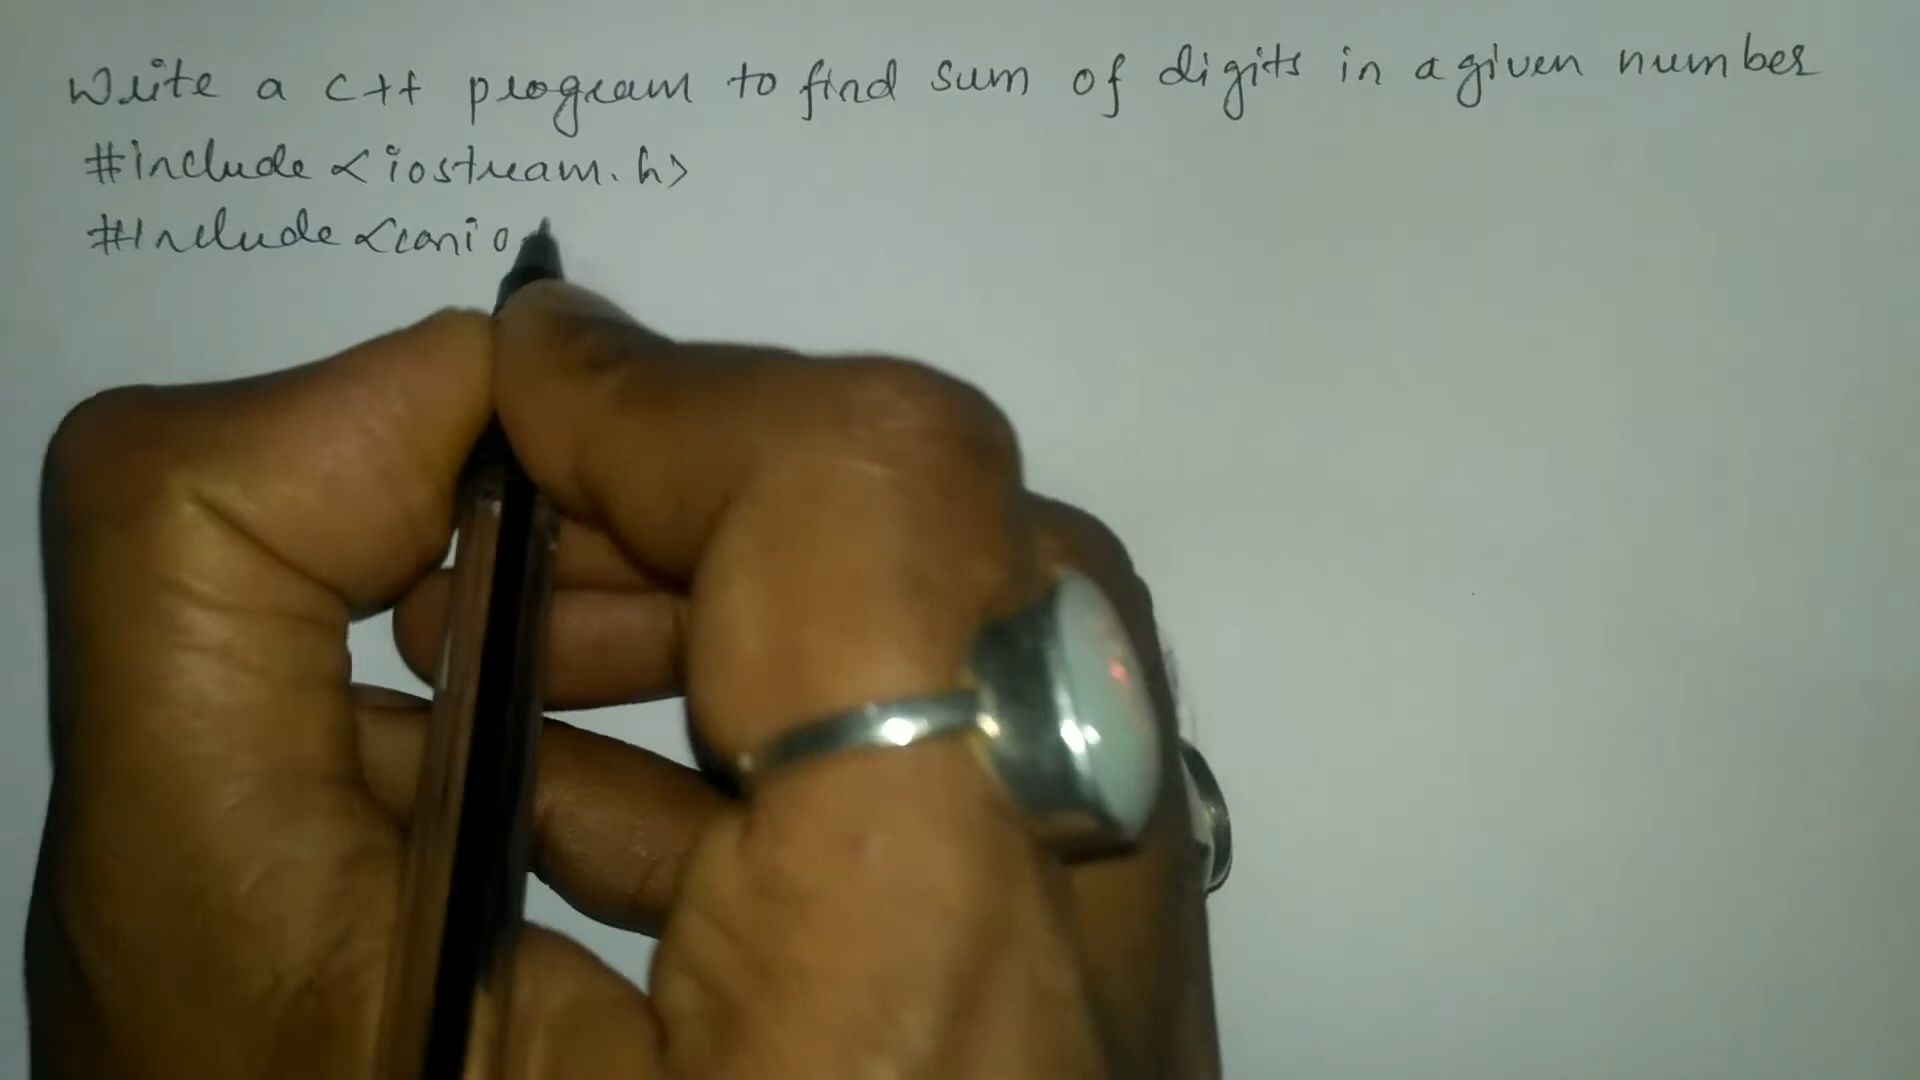 Write a c++ program to find sum of digits in a given number
#include <iostream.h>
#Include <conio